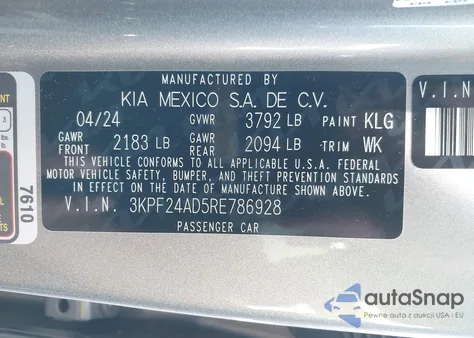 MANUFACTURED BY
KIA MEXICO S.A. DE C.V.
04/24 GVWR 3792 LB PAINT KLG
GAWR FRONT 2183 LB GAWR REAR 2094 LB TRIM WK
THIS VEHICLE CONFORMS TO ALL APPLICABLE U.S.A. FEDERAL
MOTOR VEHICLE SAFETY, BUMPER, AND THEFT PREVENTION STANDARDS
IN EFFECT ON THE DATE OF MANUFACTURE SHOWN ABOVE.
V.I.N. 3KPF24AD5RE786928
PASSENGER CAR
7610
3
V.I.N
autoSnap
Pewne auta z aukcji USA i EU